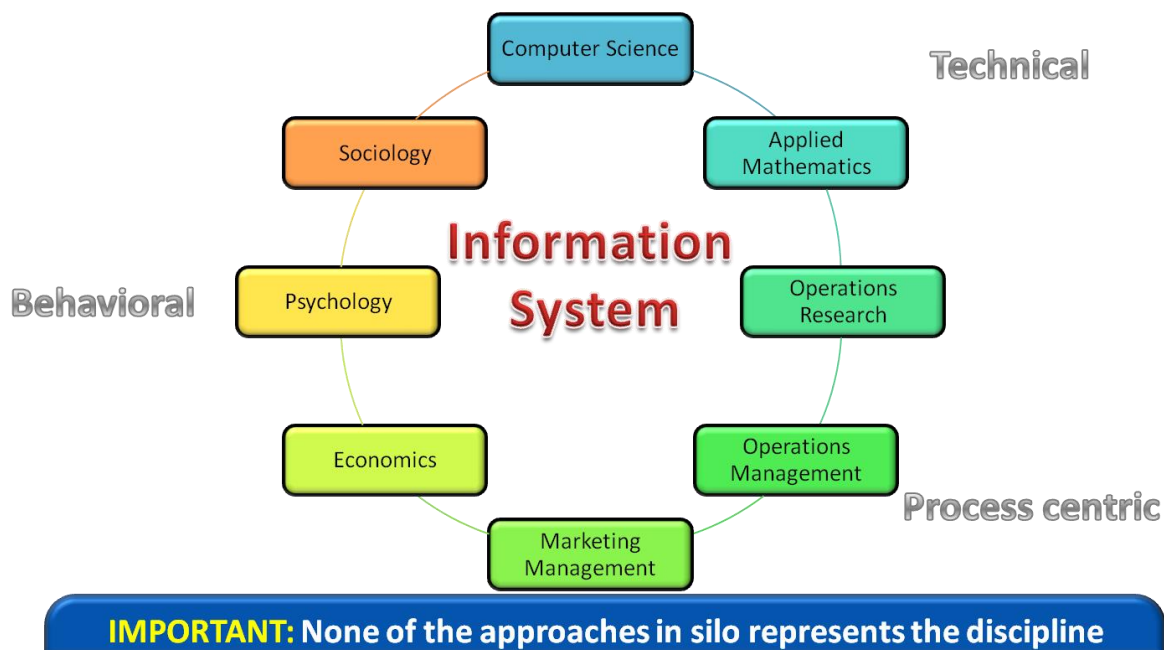 Computer Science
Technical
Sociology
Applied
Mathematics
Information
System
Behavioral
Psychology
Operations
Research
Economics
Operations
Management
Process centric
Marketing
Management
IMPORTANT: None of the approaches in silo represents the discipline